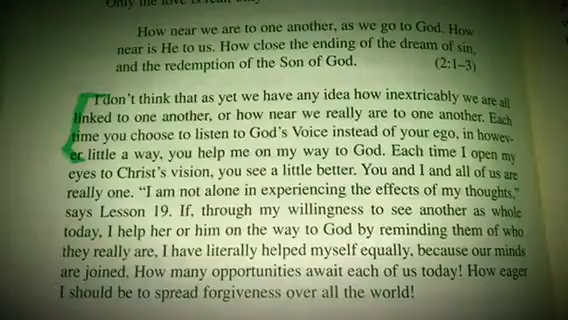 Only the love is real, only
How near we are to one another, as we go to God. How
near is He to us. How close the ending of the dream of sin,
and the redemption of the Son of God. (2:1–3)
I don't think that as yet we have any idea how inextricably we are all
linked to one another, or how near we really are to one another. Each
time you choose to listen to God's Voice instead of your ego, in howev-
er little a way, you help me on my way to God. Each time I open my
eyes to Christ's vision, you see a little better. You and I and all of us are
really one. “I am not alone in experiencing the effects of my thoughts,”
says Lesson 19. If, through my willingness to see another as whole
today, I help her or him on the way to God by reminding them of who
they really are, I have literally helped myself equally, because our minds
are joined. How many opportunities await each of us today! How eager
I should be to spread forgiveness over all the world!